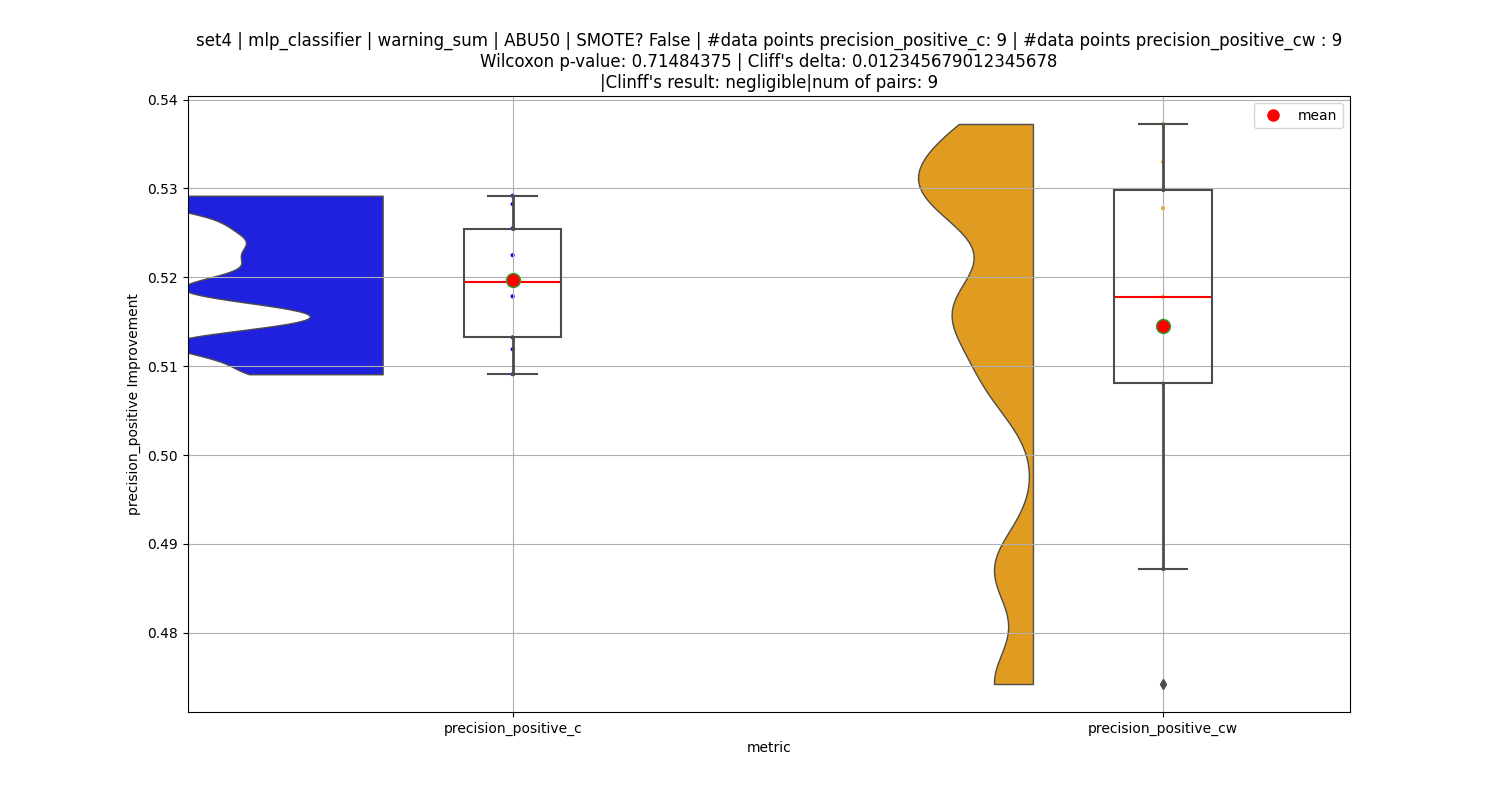 set4 | mlp_classifier | warning_sum | ABU50 | SMOTE? False | #data points precision_positive_c: 9 | #data points precision_positive_cw : 9
Wilcoxon p-value: 0.71484375 | Cliff's delta: 0.012345679012345678
|Clinff's result: negligible|num of pairs: 9
mean
precision_positive Improvement
0.54
0.53
0.52
0.51
0.50
0.49
0.48
precision_positive_c
precision_positive_cw
metric